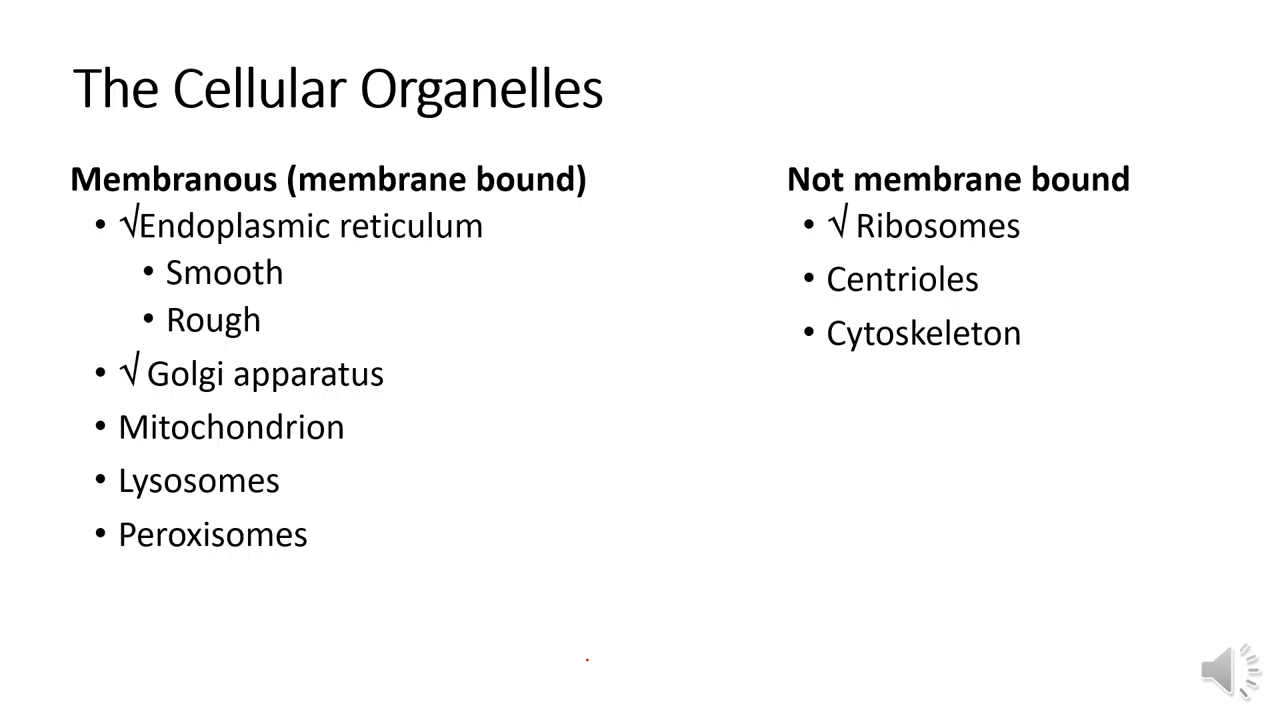 The Cellular Organelles
Membranous (membrane bound)
• √Endoplasmic reticulum
• Smooth
• Rough
• √ Golgi apparatus
• Mitochondrion
• Lysosomes
• Peroxisomes
Not membrane bound
• √ Ribosomes
• Centrioles
• Cytoskeleton